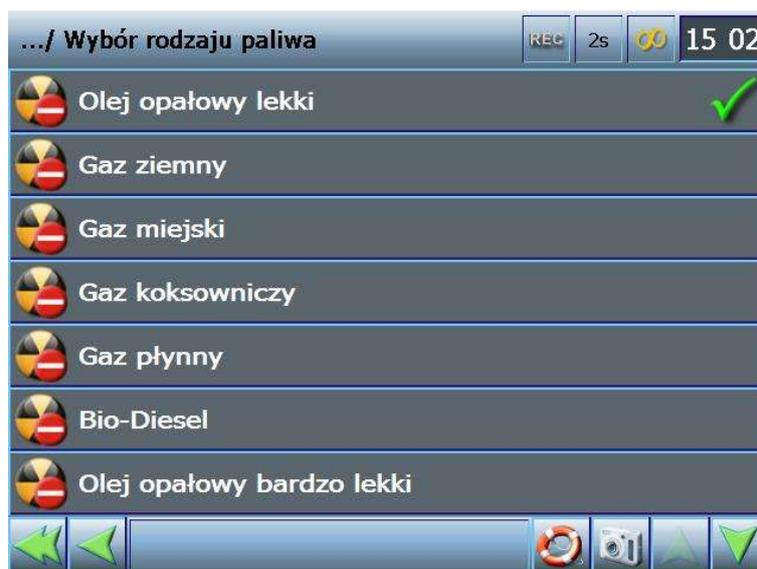 .../ Wybór rodzaju paliwa REC 2s 15 02
Olej opałowy lekki
Gaz ziemny
Gaz miejski
Gaz koksowniczy
Gaz płynny
Bio-Diesel
Olej opałowy bardzo lekki